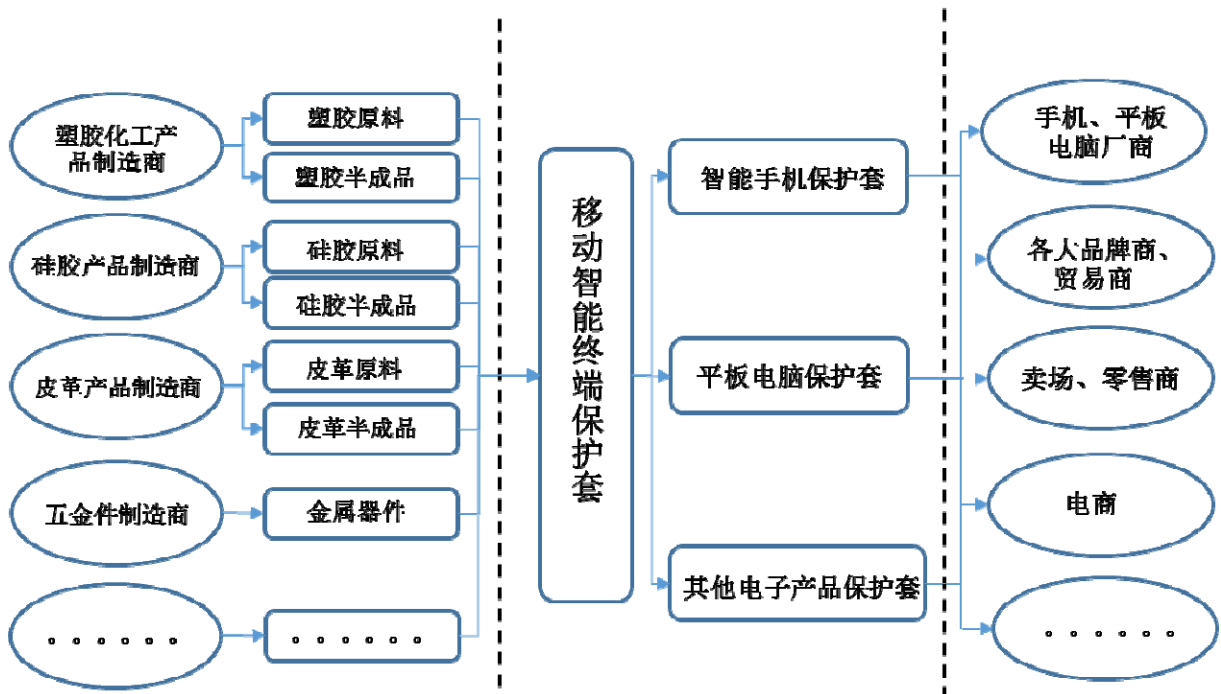 塑胶化工产
品制造商
硅胶产品制造商
皮革产品制造商
五金件制造商
。。。。。。
塑胶原料
塑胶半成品
硅胶原料
硅胶半成品
皮革原料
皮革半成品
金属器件
。。。。。。
移动智能终端保护套
智能手机保护套
平板电脑保护套
其他电子产品保护套
手机、平板
电脑厂商
各大品牌商、
贸易商
卖场、零售商
电商
。。。。。。